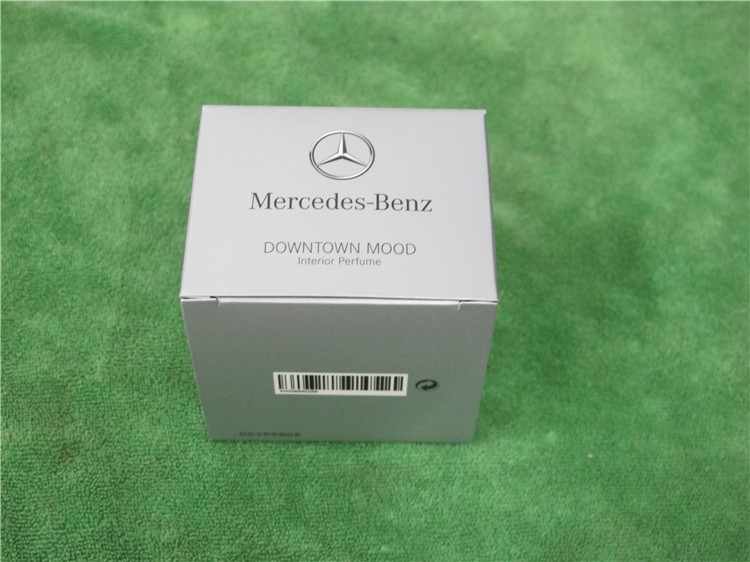 Mercedes-Benz
DOWNTOWN MOOD
Interior Perfume